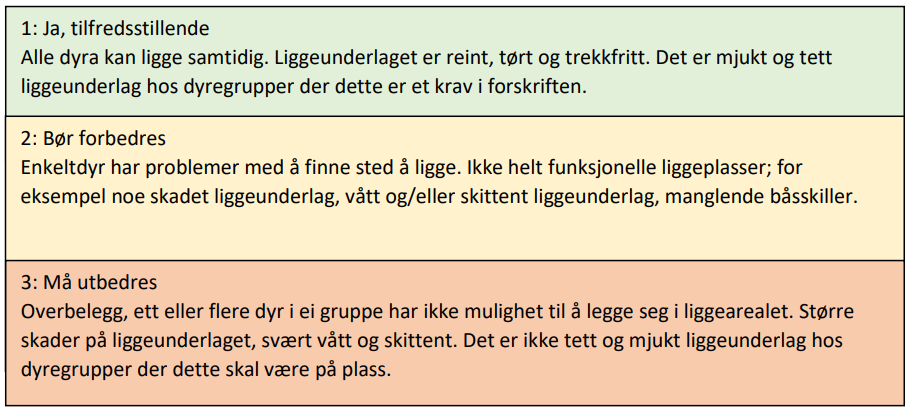 1: Ja, tilfredsstillende
Alle dyra kan ligge samtidig. Liggeunderlaget er reint, tørt og trekkfritt. Det er mjukt og tett
liggeunderlag hos dyregrupper der dette er et krav i forskriften.
2: Bør forbedres
Enkeltdyr har problemer med å finne sted å ligge. Ikke helt funksjonelle liggeplasser; for
eksempel noe skadet liggeunderlag, vått og/eller skittent liggeunderlag, manglende båsskiller.
3: Må utbedres
Overbelegg, ett eller flere dyr i ei gruppe har ikke mulighet til å legge seg i liggearealet. Større
skader på liggeunderlaget, svært vått og skittent. Det er ikke tett og mjukt liggeunderlag hos
dyregrupper der dette skal være på plass.